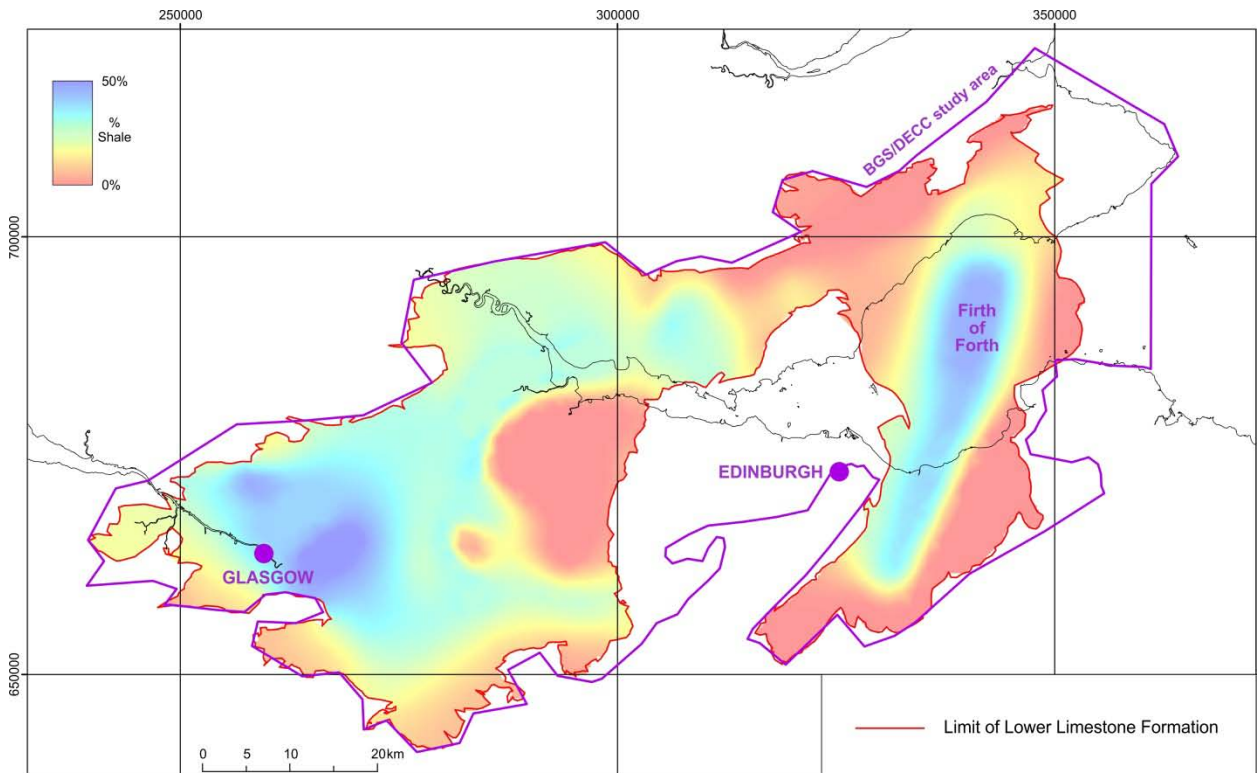 250000
300000
350000
50%
%
Shale
0%
BGS/DECC study area
700000
Firth
of
Forth
EDINBURGH
GLASGOW
650000
0 5 10 20km
Limit of Lower Limestone Formation